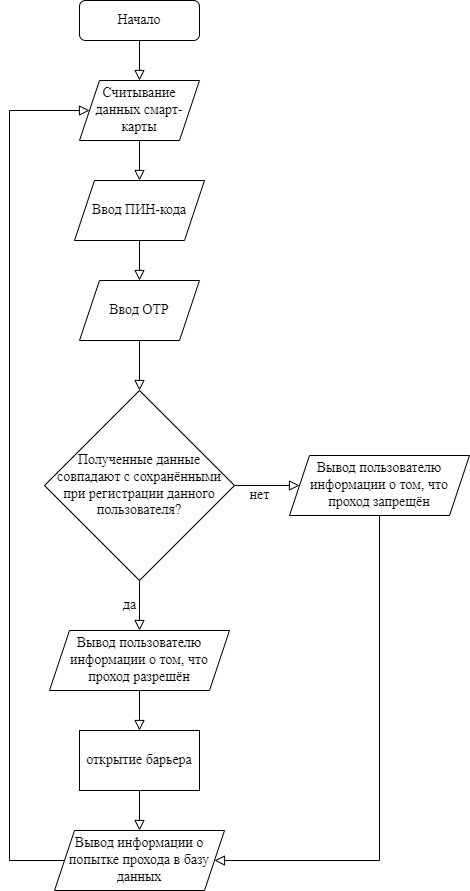 Начало
Считывание
данных смарт-
карты
Ввод ПИН-кода
Ввод OTP
Полученные данные
совпадают с сохранёнными
при регистрации данного
пользователя?
нет
Вывод пользователю
информации о том, что
проход запрещён
да
Вывод пользователю
информации о том, что
проход разрешён
открытие барьера
Вывод информации о
попытке прохода в базу
данных